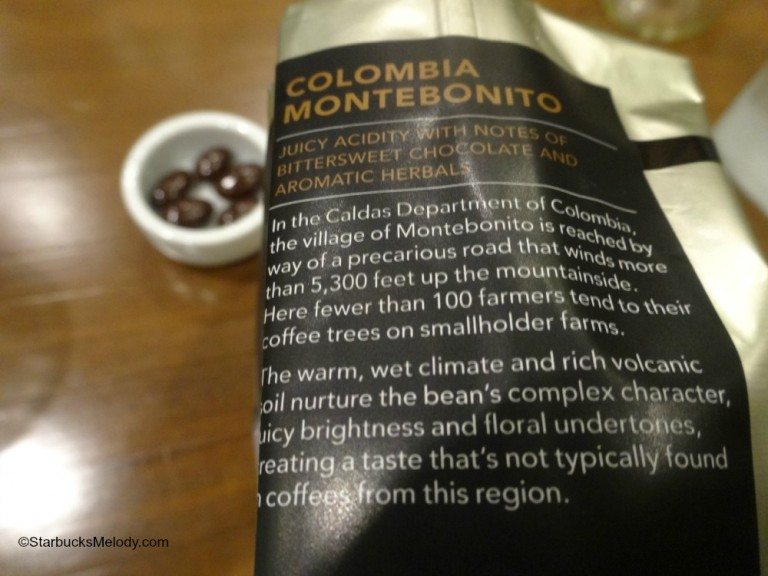 COLOMBIA
MONTEBONITO
JUICY ACIDITY WITH NOTES OF
BITTERSWEET CHOCOLATE AND
AROMATIC HERBALS
In the Caldas Department of Colombia,
the village of Montebonito is reached by
way of a precarious road that winds more
than 5,300 feet up the mountainside.
Here fewer than 100 farmers tend to their
coffee trees on smallholder farms.
The warm, wet climate and rich volcanic
oil nurture the bean's complex character,
uicy brightness and floral undertones,
reating a taste that's not typically found
n coffees from this region.
©StarbucksMelody.com